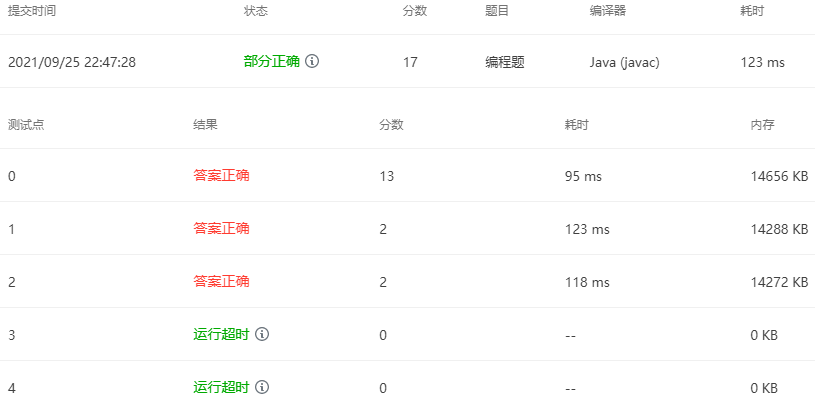 提交时间 状态 分数 题目 编译器 耗时
2021/09/25 22:47:28 部分正确 17 编程题 Java (javac) 123 ms
测试点 结果 分数 耗时 内存
0 答案正确 13 95 ms 14656 KB
1 答案正确 2 123 ms 14288 KB
2 答案正确 2 118 ms 14272 KB
3 运行超时 0 -- 0 KB
4 运行超时 0 -- 0 KB